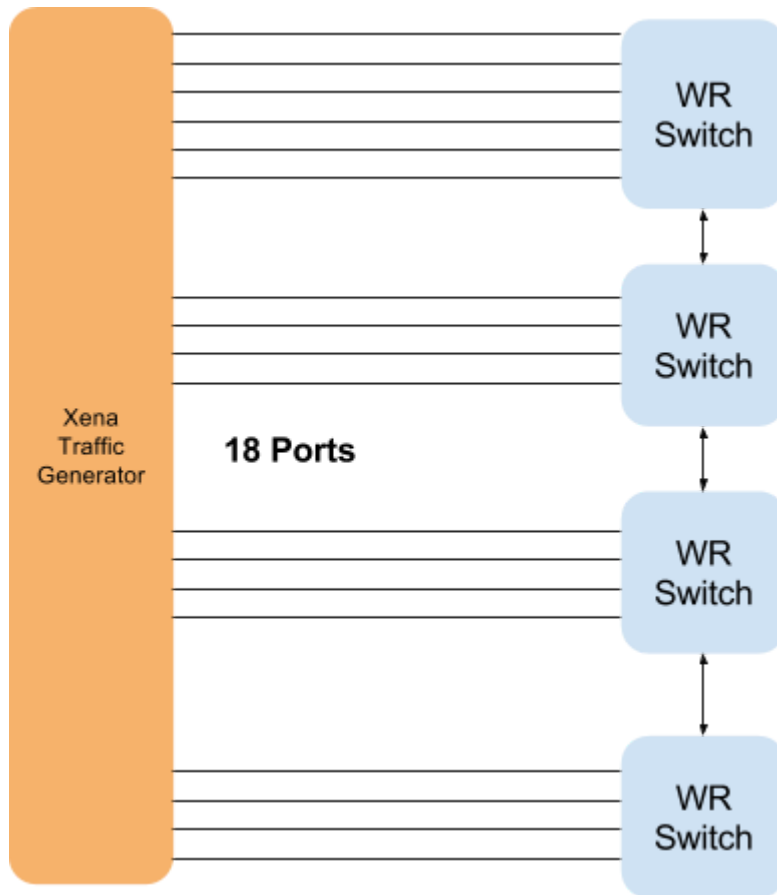 WR
Switch
WR
Switch
Xena
Traffic
Generator
18 Ports
WR
Switch
WR
Switch